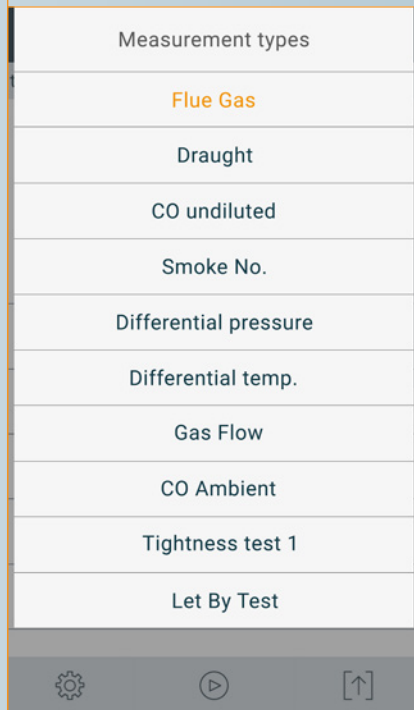 Measurement types
Flue Gas
Draught
CO undiluted
Smoke No.
Differential pressure
Differential temp.
Gas Flow
CO Ambient
Tightness test 1
Let By Test